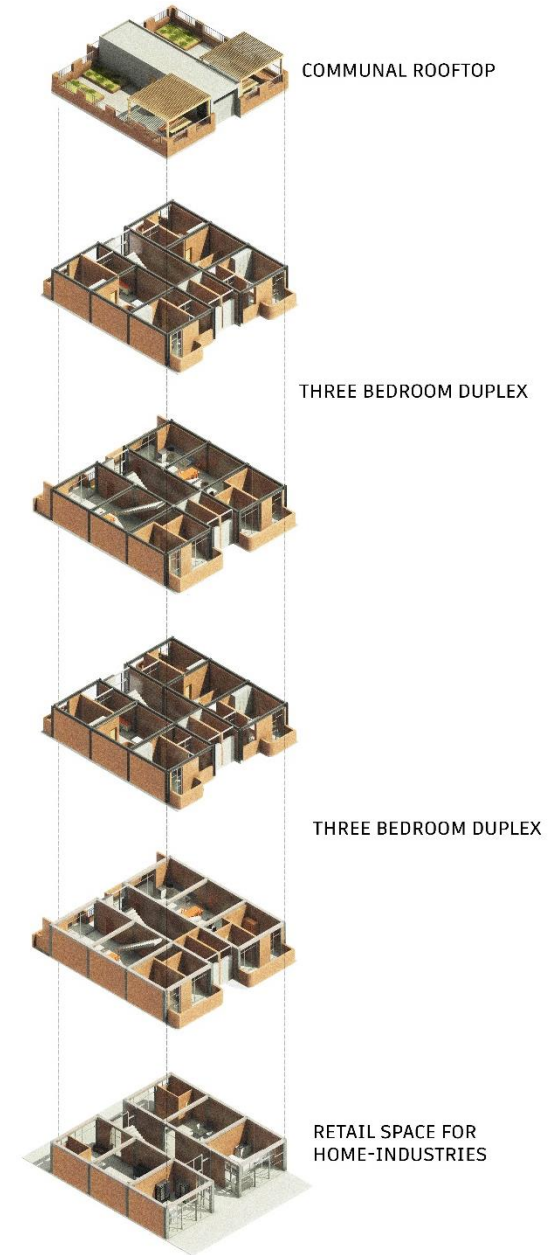 COMMUNAL ROOFTOP
THREE BEDROOM DUPLEX
THREE BEDROOM DUPLEX
RETAIL SPACE FOR
HOME-INDUSTRIES